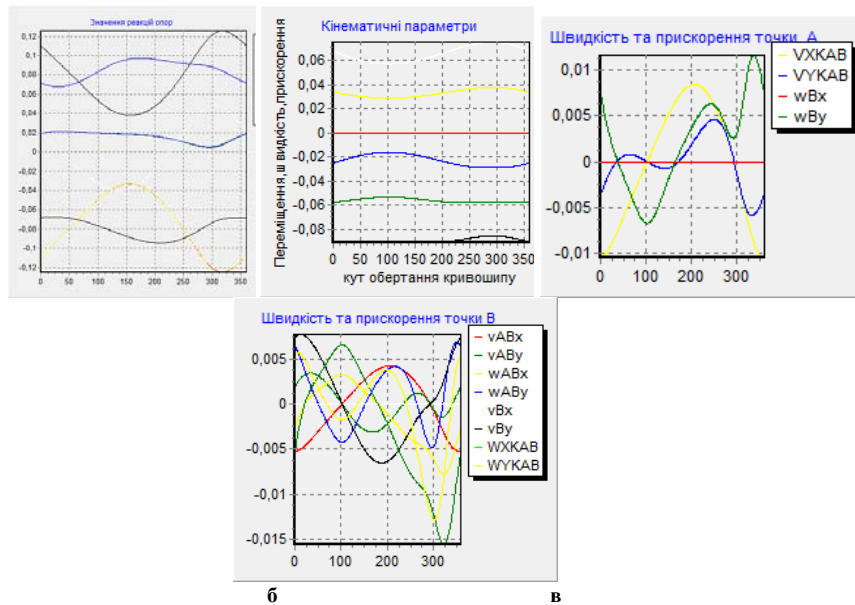 Значення реакцій опор
0,12
0,1
0,08
0,06
0,04
0,02
0
-0,02
-0,04
-0,06
-0,08
-0,1
-0,12
0 50 100 150 200 250 300 350
Кінематичні параметри
Переміщення,ш видкість,прискорення
0,06
0,04
0,02
0
-0,02
-0,04
-0,06
-0,08
0 50 100 150 200 250 300 350
кут обертання кривошипу
Швидкість та прискорення точки A
0,01
0,005
0
-0,005
-0,01
0 100 200 300
VXKAB
VYKAB
wBx
wBy
Швидкість та прискорення точки В
0,005
0
-0,005
-0,01
-0,015
0 100 200 300
vABx
vABy
wABx
wABy
vBx
vBy
WXKAB
WYKAB
б в